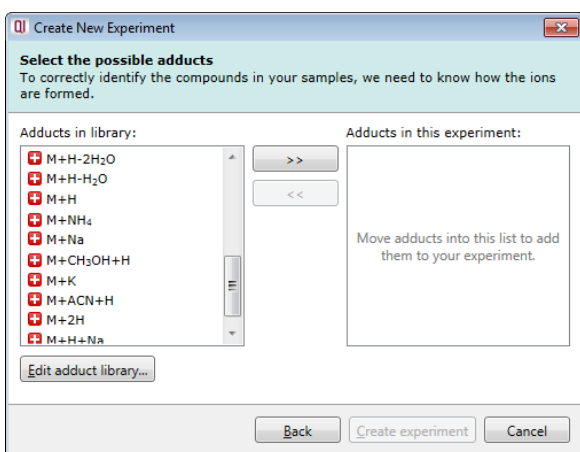 QI Create New Experiment
Select the possible adducts
To correctly identify the compounds in your samples, we need to know how the ions
are formed.
Adducts in library:
M+H-2H₂O
M+H-H₂O
M+H
M+NH₄
M+Na
M+CH₃OH+H
M+K
M+ACN+H
M+2H
M+H+Na
>>
<<
Adducts in this experiment:
Move adducts into this list to add
them to your experiment.
Edit adduct library...
Back
Create experiment
Cancel